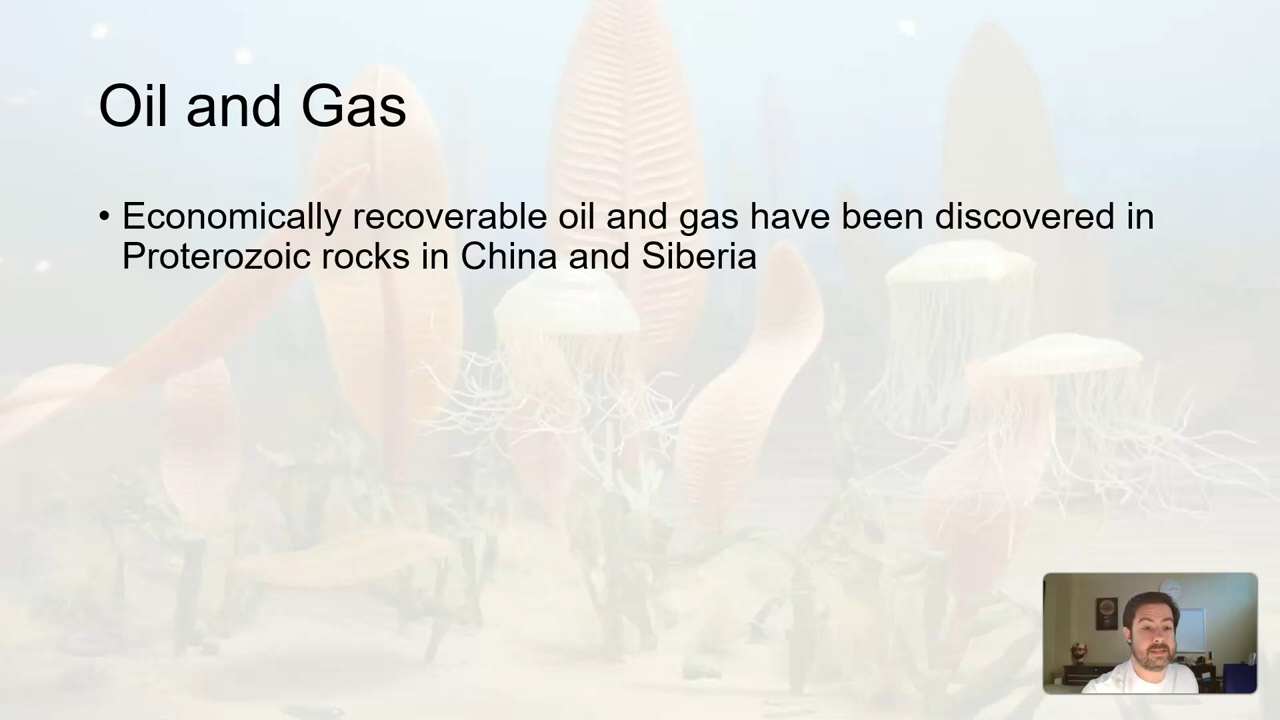 Oil and Gas
• Economically recoverable oil and gas have been discovered in
Proterozoic rocks in China and Siberia